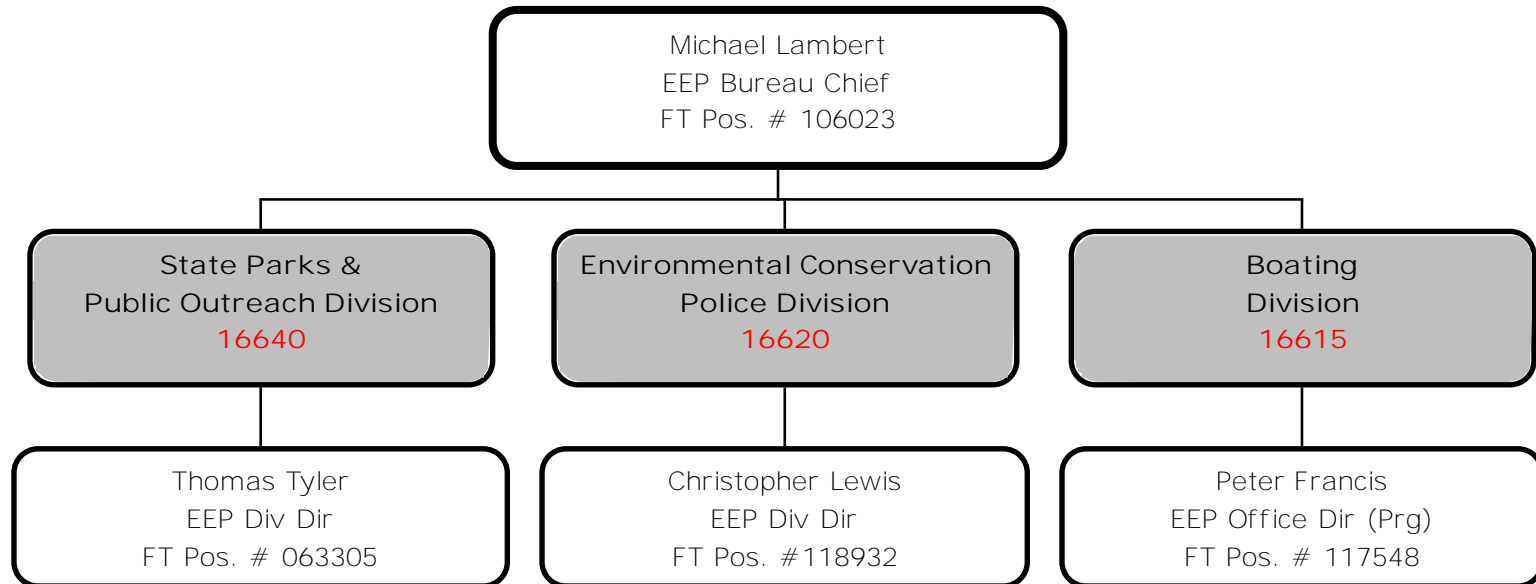 Michael Lambert
EEP Bureau Chief
FT Pos. # 106023
State Parks &
Public Outreach Division
16640
Environmental Conservation
Police Division
16620
Boating
Division
16615
Thomas Tyler
EEP Div Dir
FT Pos. # 063305
Christopher Lewis
EEP Div Dir
FT Pos. #118932
Peter Francis
EEP Office Dir (Prg)
FT Pos. # 117548